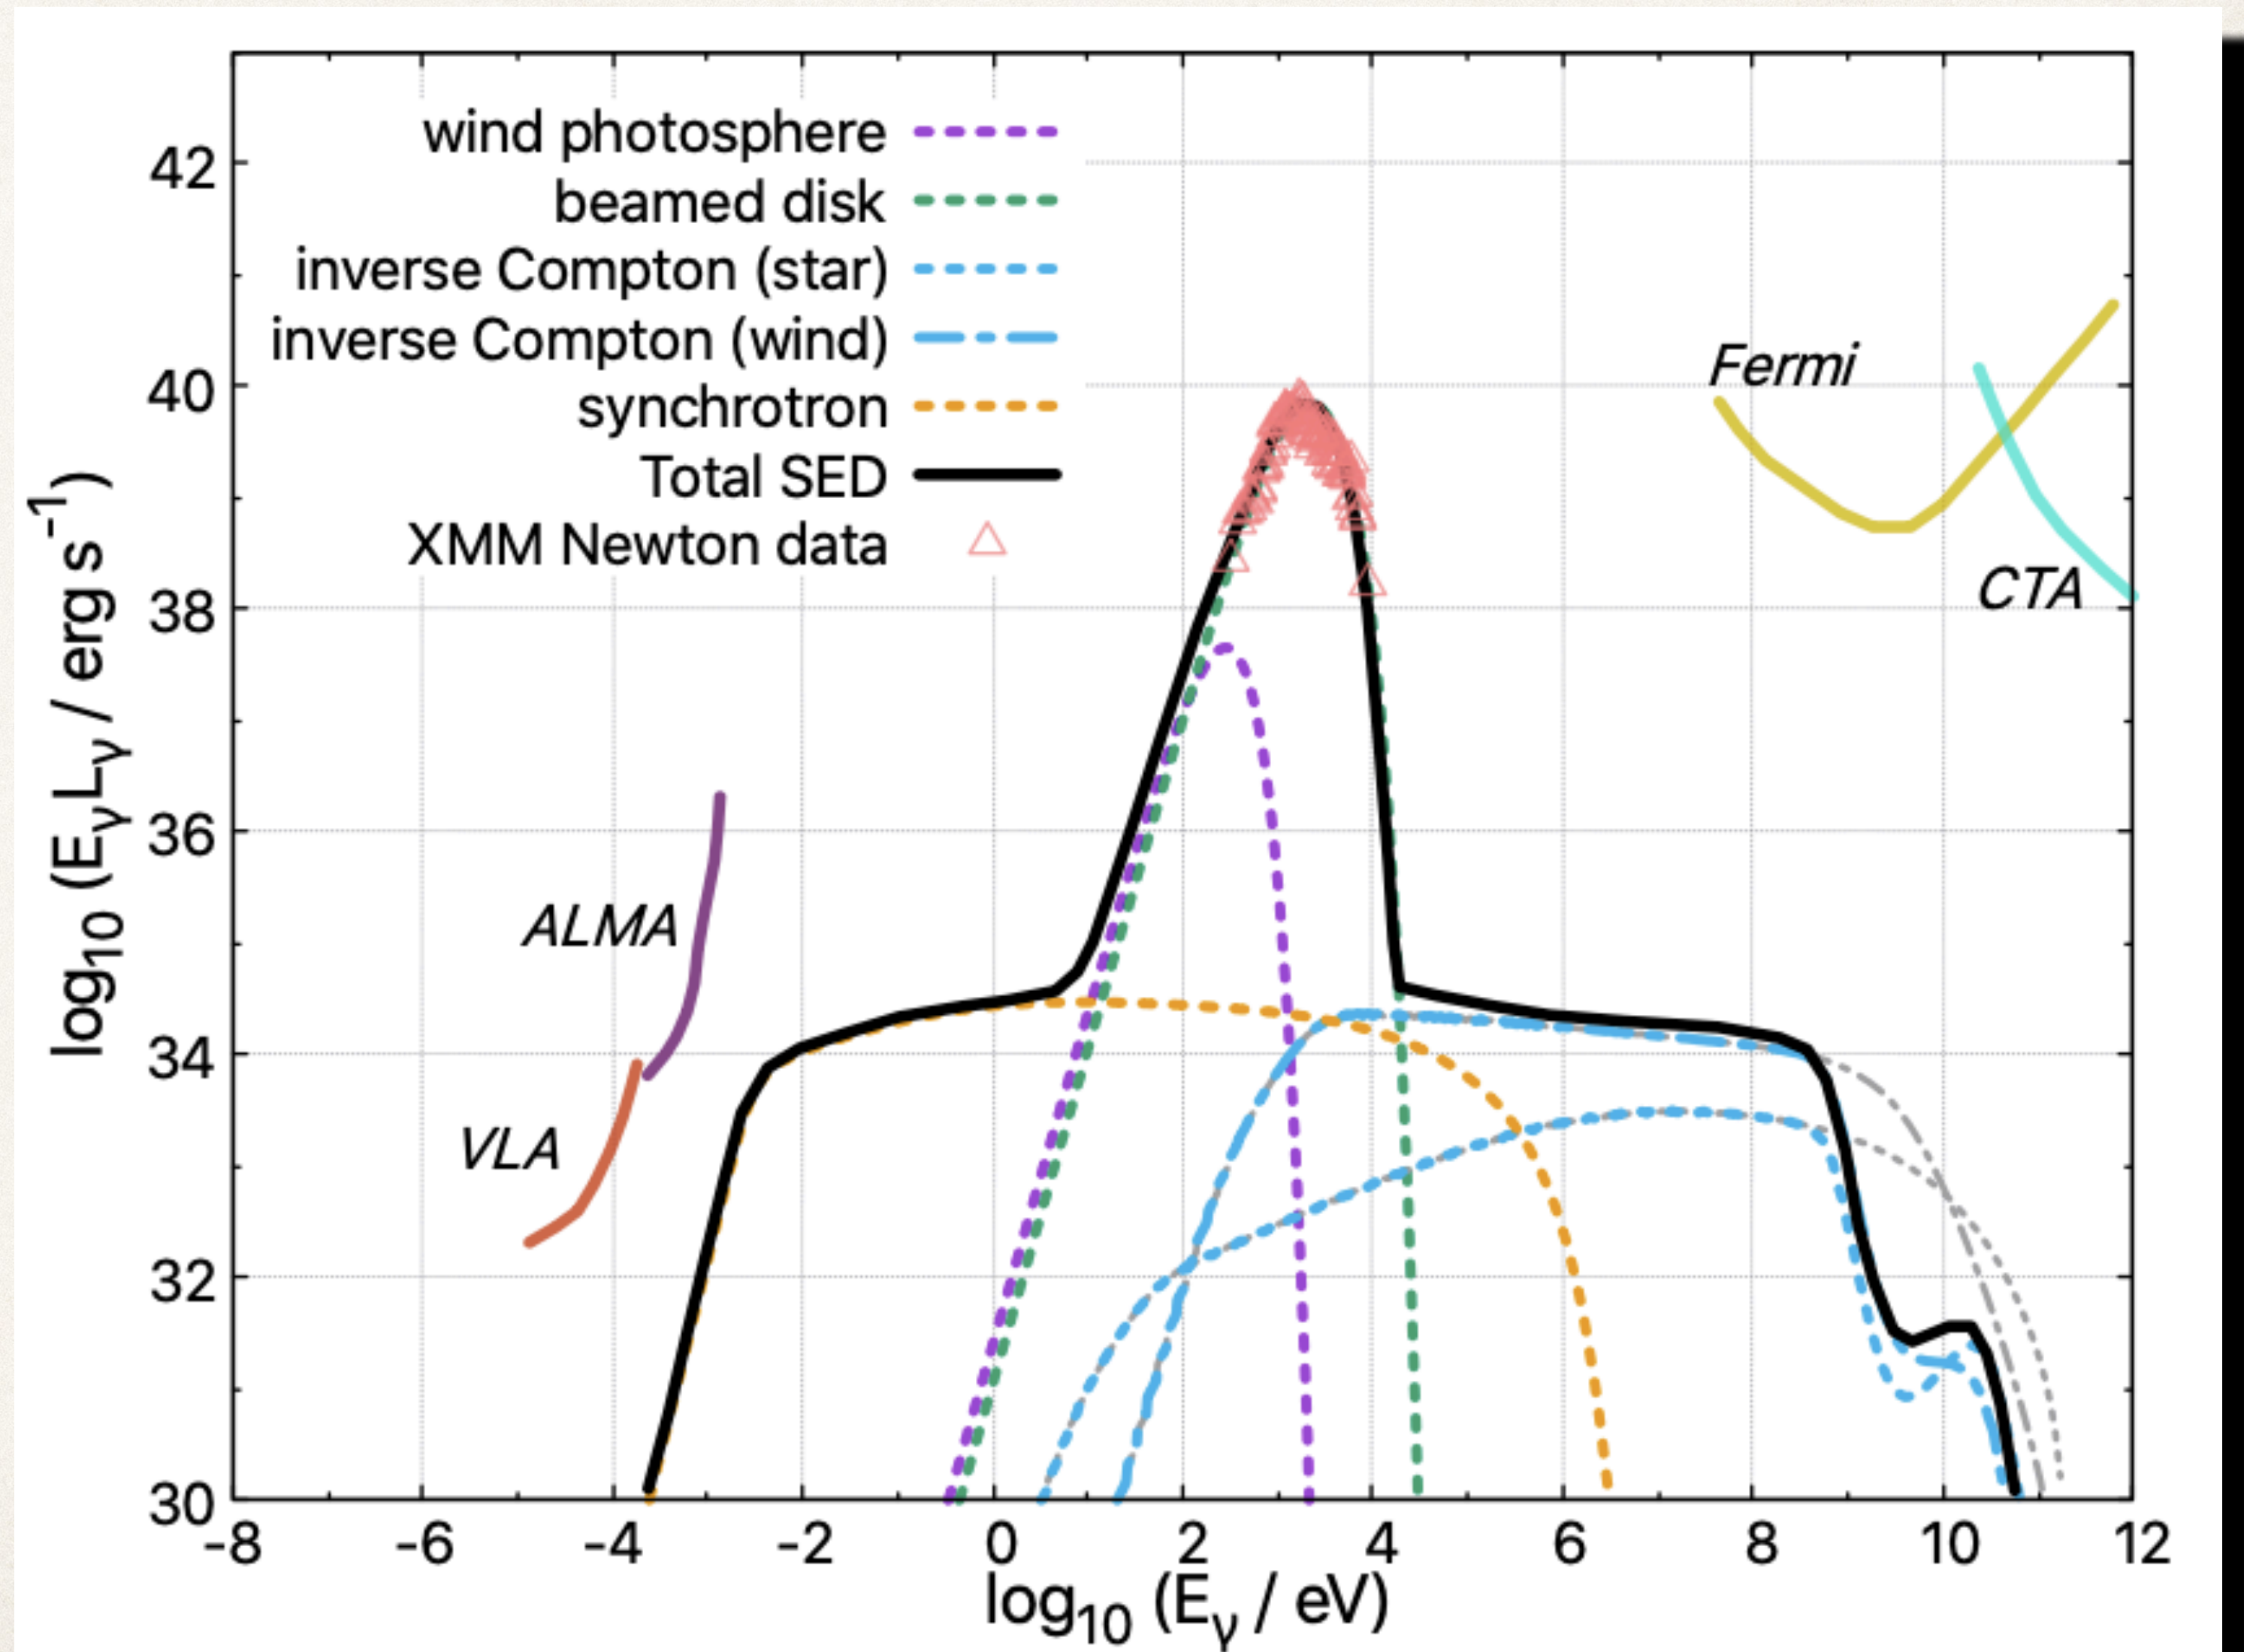 wind photosphere
beamed disk
inverse Compton (star)
inverse Compton (wind)
synchrotron
Total SED
XMM Newton data
Fermi
CTA
ALMA
VLA
42
40
38
36
34
32
30
-8 -6 -4 -2 0 2 4 6 8 10 12
log₁₀ (EᵧLᵧ / erg s⁻¹)
log₁₀ (Eᵧ / eV)